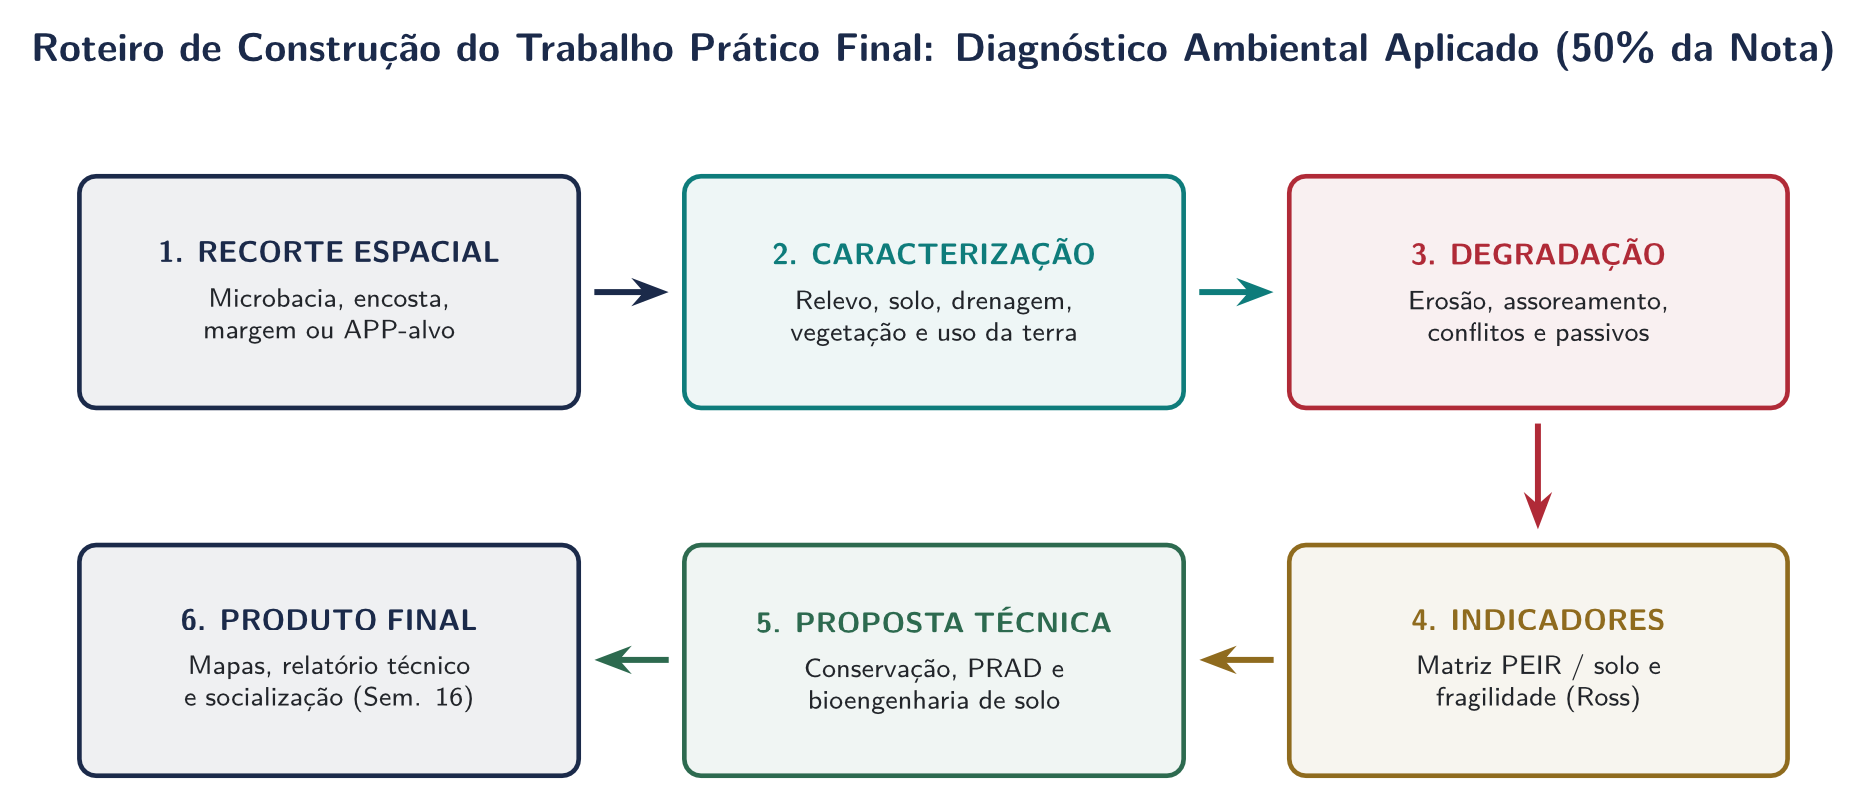 Roteiro de Construção do Trabalho Prático Final: Diagnóstico Ambiental Aplicado (50% da Nota)
1. RECORTE ESPACIAL
Microbacia, encosta,
margem ou APP-alvo
2. CARACTERIZAÇÃO
Relevo, solo, drenagem,
vegetação e uso da terra
3. DEGRADAÇÃO
Erosão, assoreamento,
conflitos e passivos
4. INDICADORES
Matriz PEIR / solo e
fragilidade (Ross)
5. PROPOSTA TÉCNICA
Conservação, PRAD e
bioengenharia de solo
6. PRODUTO FINAL
Mapas, relatório técnico
e socialização (Sem. 16)